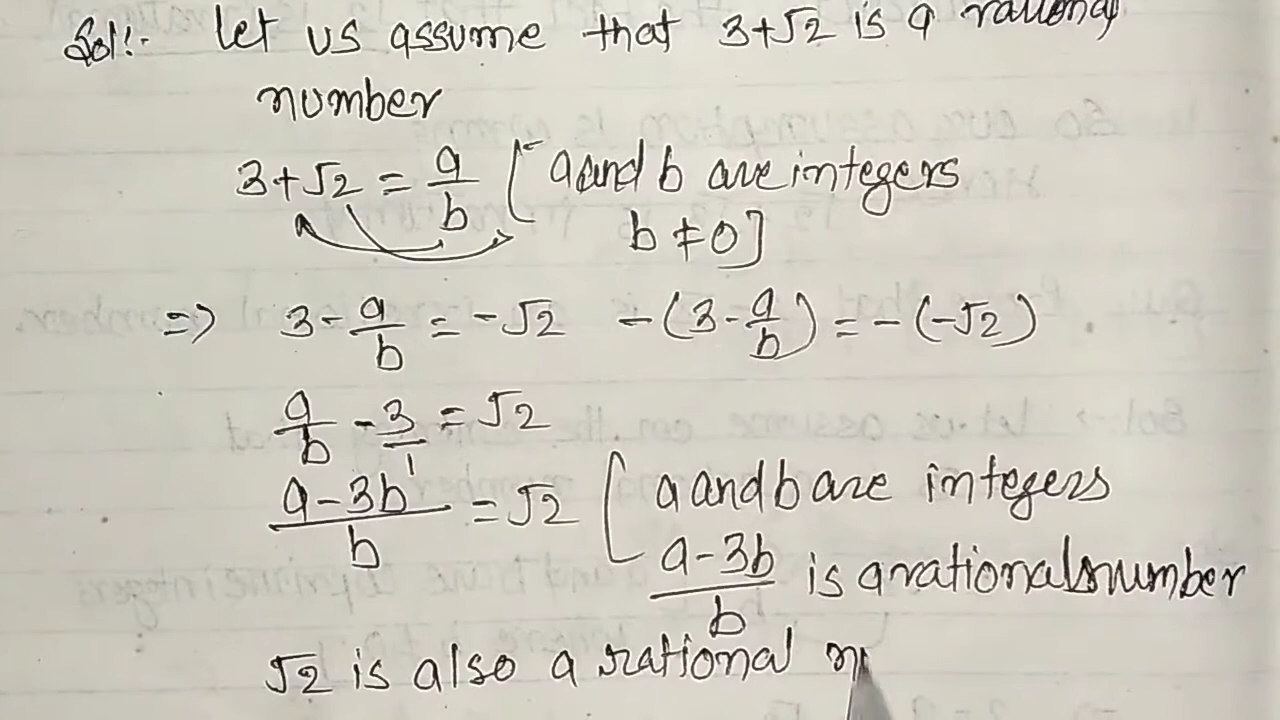 Sol:- let us assume that 3+√2 is a rational
number
3+√2 = a/b [ a and b are integers
b ≠ 0]
=> 3 - a/b = -√2 - (3 - a/b) = - (-√2)
a/b - 3/1 = √2
a-3b/b = √2 [ a and b are integers
a-3b/b is a rational number
√2 is also a rational